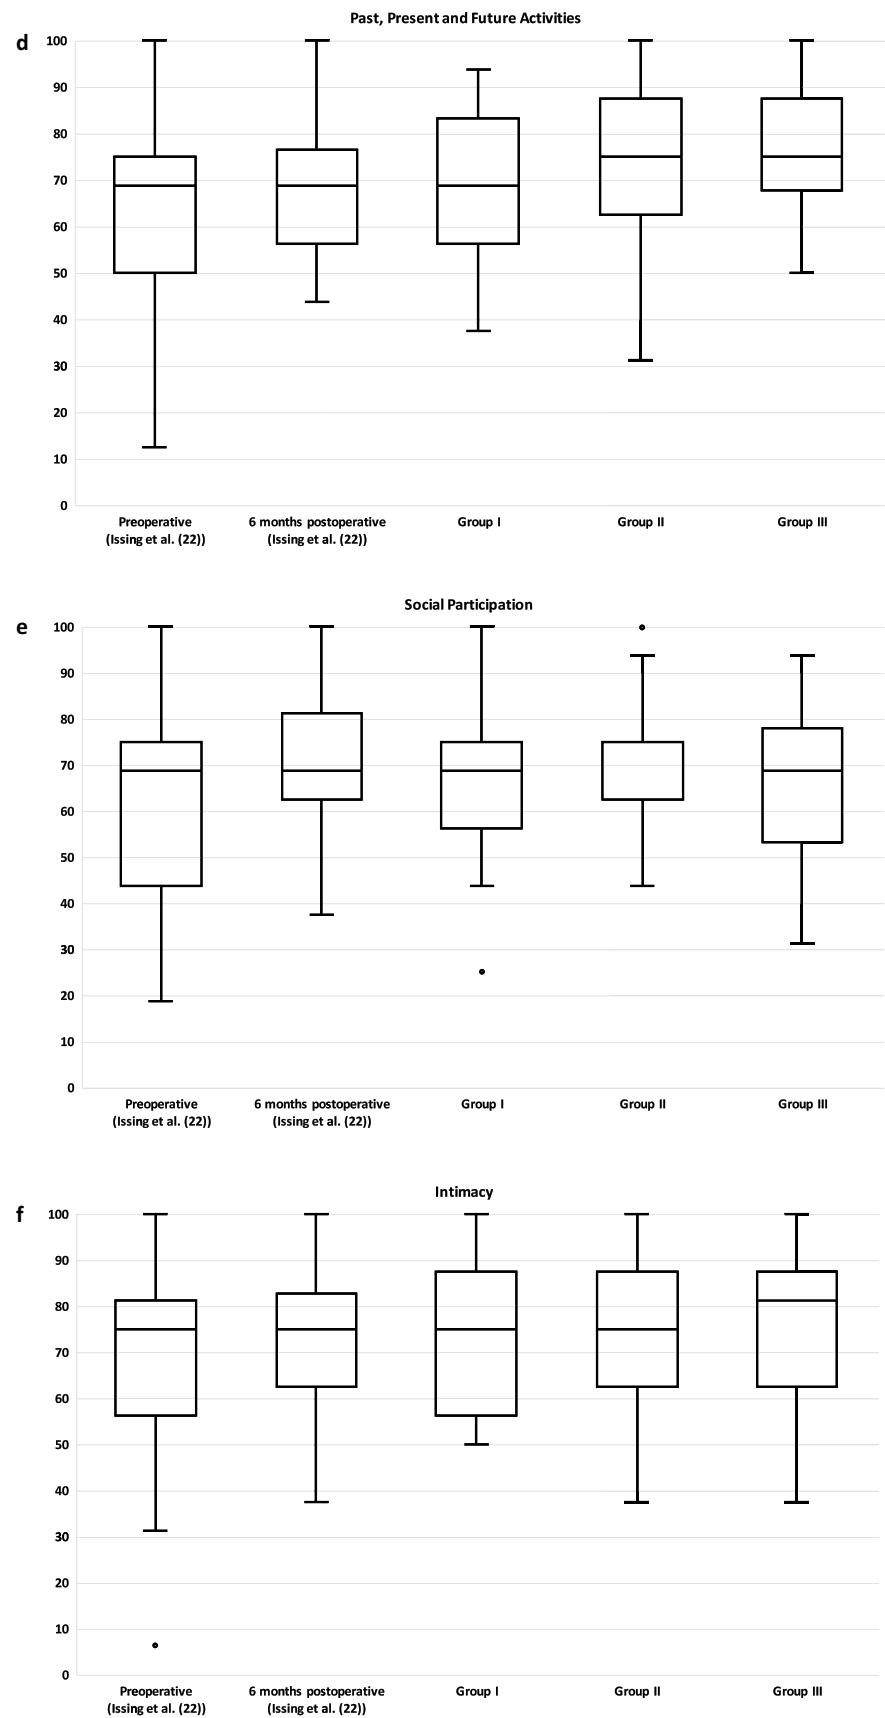 Past, Present and Future Activities
d
100
90
80
70
60
50
40
30
20
10
0
Preoperative
(Issing et al. (22))
6 months postoperative
(Issing et al. (22))
Group I
Group II
Group III
Social Participation
e
100
90
80
70
60
50
40
30
20
10
0
Preoperative
(Issing et al. (22))
6 months postoperative
(Issing et al. (22))
Group I
Group II
Group III
Intimacy
f
100
90
80
70
60
50
40
30
20
10
0
Preoperative
(Issing et al. (22))
6 months postoperative
(Issing et al. (22))
Group I
Group II
Group III